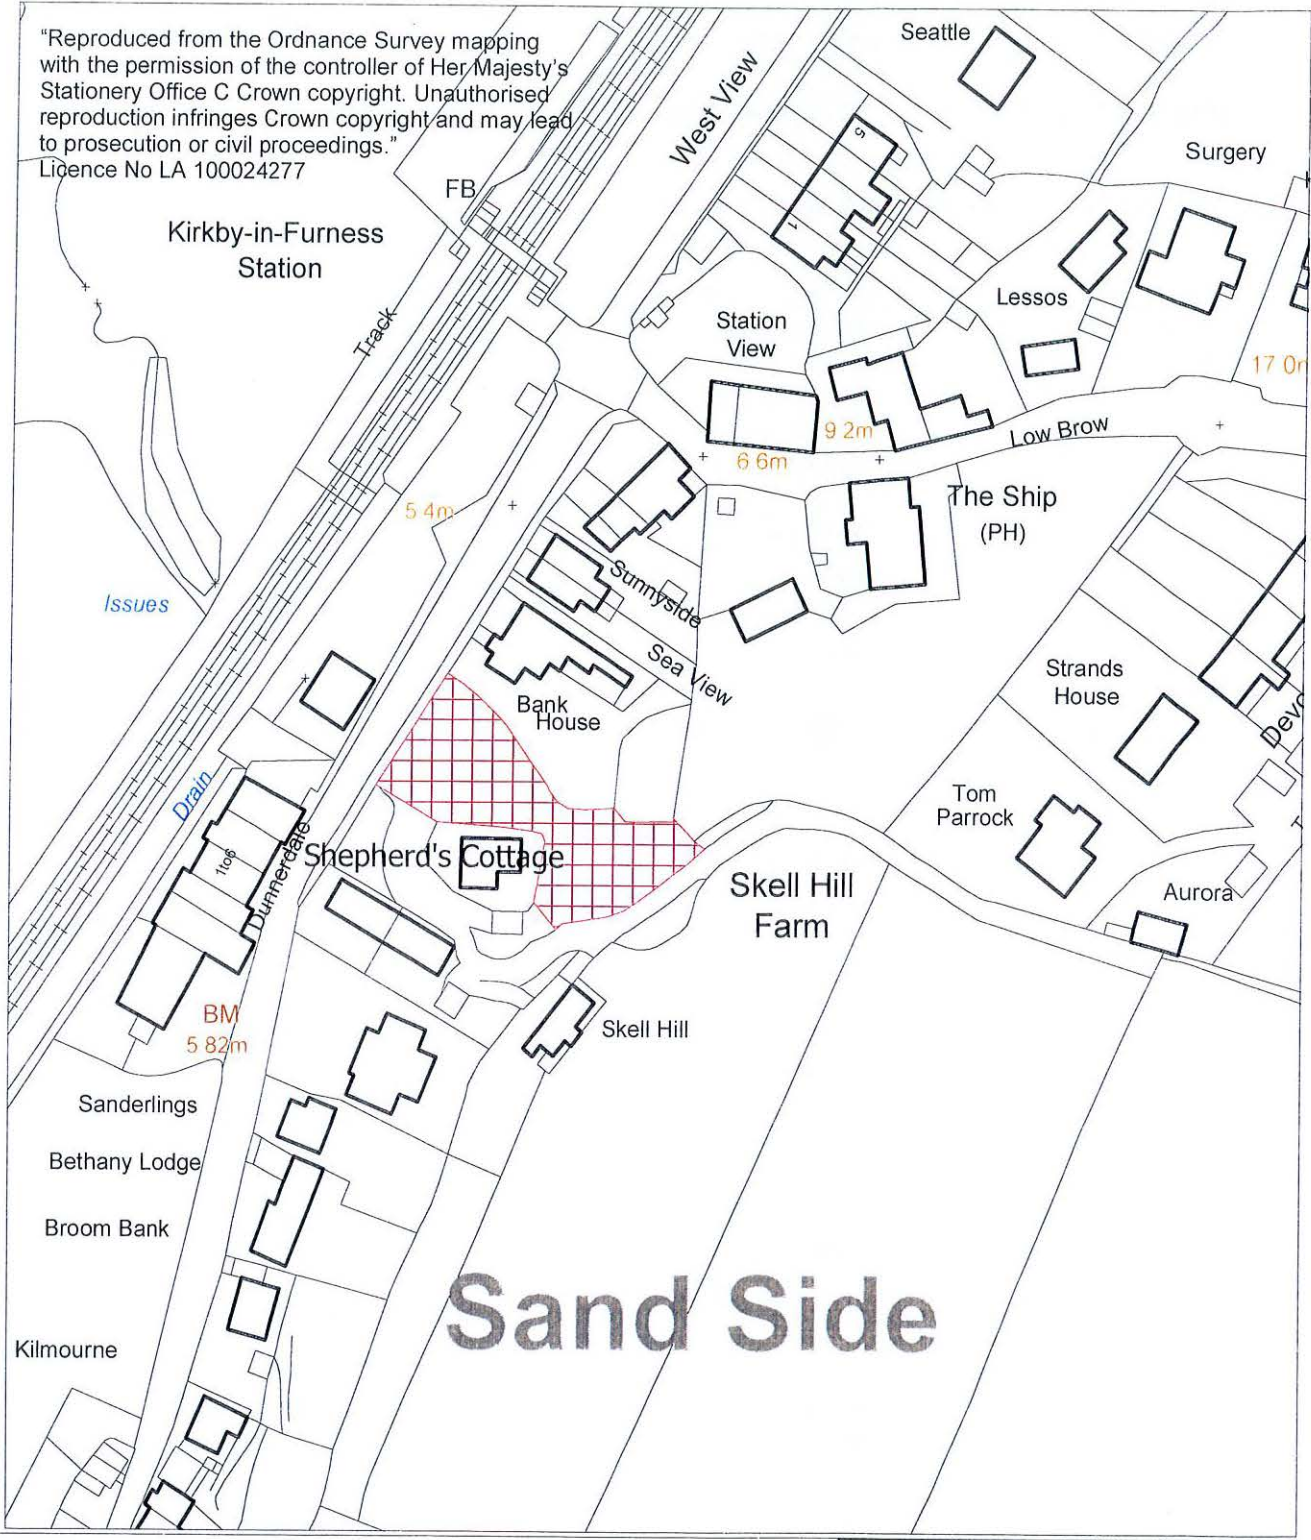 "Reproduced from the Ordnance Survey mapping
with the permission of the controller of Her Majesty's
Stationery Office C Crown copyright. Unauthorised
reproduction infringes Crown copyright and may lead
to prosecution or civil proceedings."
Licence No LA 100024277
Seattle
West View
5
1
Surgery
FB
Kirkby-in-Furness
Station
Lessos
Station
View
Track
17 0m
9 2m
6 6m
Low Brow
5 4m
The Ship
(PH)
Sunnyside
Issues
Sea View
Strands
House
Bank
House
Devo
Drain
Tom
Parrock
1to6
Dunnerdale
Shepherd's Cottage
Skell Hill
Farm
Aurora
BM
5 82m
Skell Hill
Sanderlings
Bethany Lodge
Broom Bank
Sand Side
Kilmourne